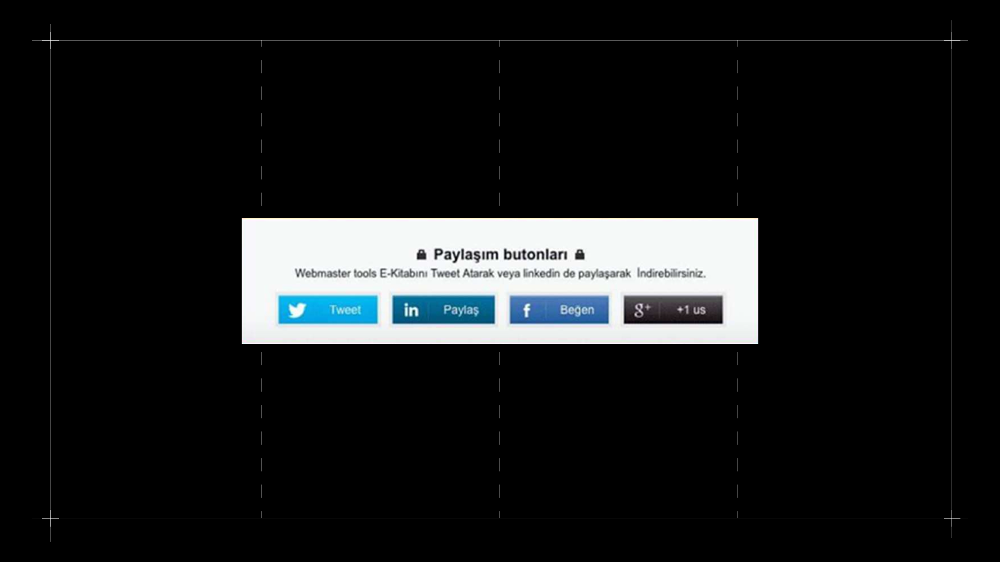 Paylaşım butonları
Webmaster tools E-Kitabını Tweet Atarak veya linkedin de paylaşarak İndirebilirsiniz.
Tweet
in Paylaş
f Beğen
g+ +1 us